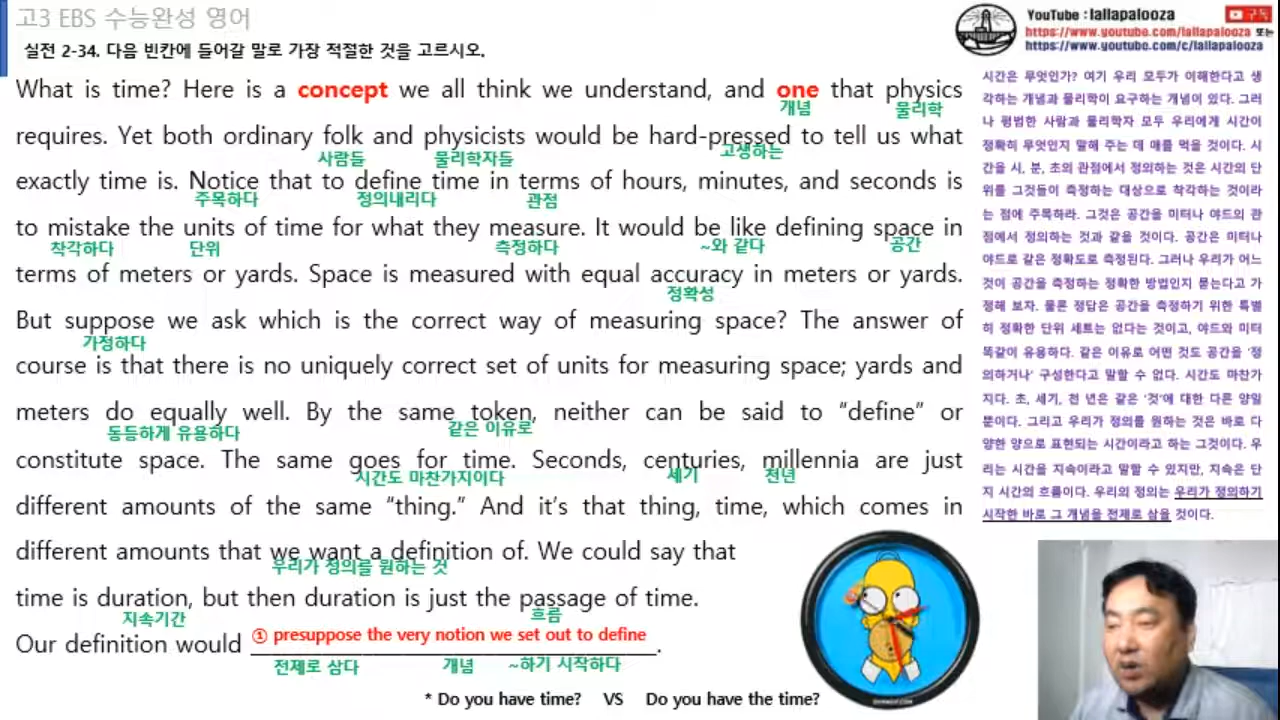 고3 EBS 수능완성 영어
실전 2-34. 다음 빈칸에 들어갈 말로 가장 적절한 것을 고르시오.
YouTube : lallapalooza
구독
https://www.youtube.com/lallapalooza 또는
https://www.youtube.com/c/lallapalooza
What is time? Here is a concept we all think we understand, and one that physics
개념 물리학
requires. Yet both ordinary folk and physicists would be hard-pressed to tell us what
사람들 물리학자들 고생하는
exactly time is. Notice that to define time in terms of hours, minutes, and seconds is
주목하다 정의내리다 관점
to mistake the units of time for what they measure. It would be like defining space in
착각하다 단위 측정하다 ~와 같다 공간
terms of meters or yards. Space is measured with equal accuracy in meters or yards.
정확성
But suppose we ask which is the correct way of measuring space? The answer of
가정하다
course is that there is no uniquely correct set of units for measuring space; yards and
meters do equally well. By the same token, neither can be said to “define” or
동등하게 유용하다 같은 이유로
constitute space. The same goes for time. Seconds, centuries, millennia are just
시간도 마찬가지이다 세기 천년
different amounts of the same “thing.” And it’s that thing, time, which comes in
different amounts that we want a definition of. We could say that
우리가 정의를 원하는 것
time is duration, but then duration is just the passage of time.
지속기간 흐름
Our definition would ① presuppose the very notion we set out to define.
전제로 삼다 개념 ~하기 시작하다
* Do you have time? VS Do you have the time?
시간은 무엇인가? 여기 우리 모두가 이해한다고 생
각하는 개념과 물리학이 요구하는 개념이 있다. 그러
나 평범한 사람과 물리학자 모두 우리에게 시간이
정확히 무엇인지 말해 주는 데 애를 먹을 것이다. 시
간을 시, 분, 초의 관점에서 정의하는 것은 시간의 단
위를 그것들이 측정하는 대상으로 착각하는 것이라
는 점에 주목하라. 그것은 공간을 미터나 야드의 관
점에서 정의하는 것과 같을 것이다. 공간은 미터나
야드로 같은 정확도로 측정된다. 그러나 우리가 어느
것이 공간을 측정하는 정확한 방법인지 묻는다고 가
정해 보자. 물론 정답은 공간을 측정하기 위한 특별
히 정확한 단위 세트는 없다는 것이고, 야드와 미터
똑같이 유용하다. 같은 이유로 어떤 것도 공간을 ‘정
의하거나’ 구성한다고 말할 수 없다. 시간도 마찬가
지다. 초, 세기, 천 년은 같은 ‘것’에 대한 다른 양일
뿐이다. 그리고 우리가 정의를 원하는 것은 바로 다
양한 양으로 표현되는 시간이라고 하는 그것이다. 우
리는 시간을 지속이라고 말할 수 있지만, 지속은 단
지 시간의 흐름이다. 우리의 정의는 우리가 정의하기
시작한 바로 그 개념을 전제로 삼을 것이다.